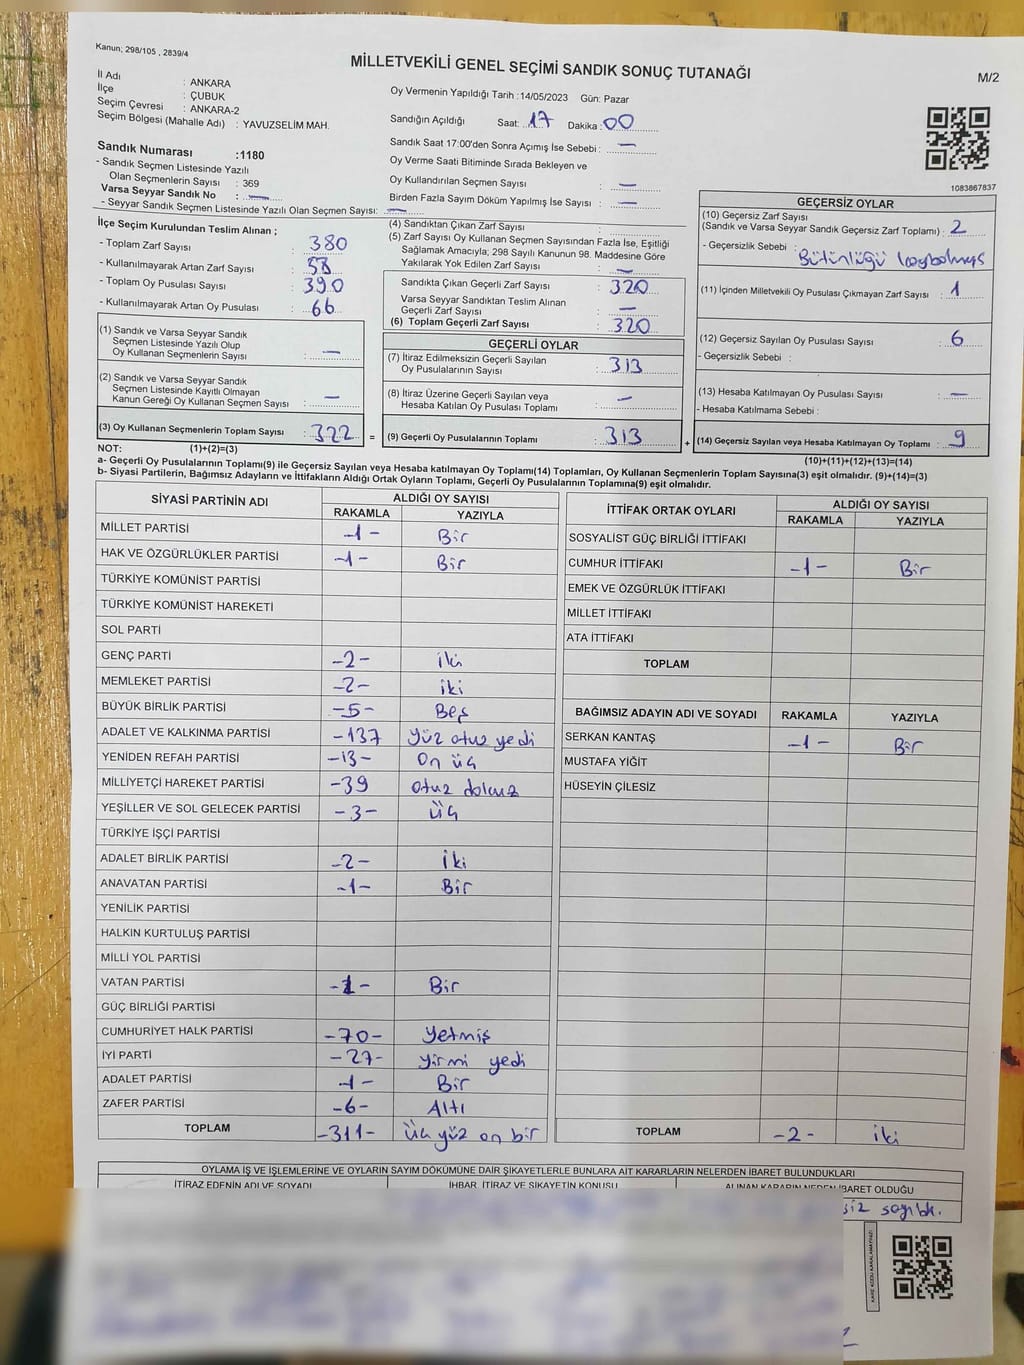 Kanun; 298/105 , 2839/4
MİLLETVEKİLİ GENEL SEÇİMİ SANDIK SONUÇ TUTANAĞI
M/2
İl Adı : ANKARA
İlçe : ÇUBUK
Seçim Çevresi : ANKARA-2
Seçim Bölgesi (Mahalle Adı) : YAVUZSELİM MAH.
Sandık Numarası :1180
- Sandık Seçmen Listesinde Yazılı
Olan Seçmenlerin Sayısı : 369
Varsa Seyyar Sandık No : —
- Seyyar Sandık Seçmen Listesinde Yazılı Olan Seçmen Sayısı: —
Oy Vermenin Yapıldığı Tarih :14/05/2023 Gün: Pazar
Sandığın Açıldığı Saat: 17 Dakika : 00
Sandık Saat 17:00'den Sonra Açımış İse Sebebi : —
Oy Verme Saati Bitiminde Sırada Bekleyen ve
Oy Kullandırılan Seçmen Sayısı : —
Birden Fazla Sayım Döküm Yapılmış İse Sayısı : —
1083867837
İlçe Seçim Kurulundan Teslim Alınan ;
- Toplam Zarf Sayısı : 380
- Kullanılmayarak Artan Zarf Sayısı : 58
- Toplam Oy Pusulası Sayısı : 390
- Kullanılmayarak Artan Oy Pusulası : 66
(1) Sandık ve Varsa Seyyar Sandık
Seçmen Listesinde Yazılı Olup
Oy Kullanan Seçmenlerin Sayısı : —
(2) Sandık ve Varsa Seyyar Sandık
Seçmen Listesinde Kayıtlı Olmayan
Kanun Gereği Oy Kullanan Seçmen Sayısı : —
(3) Oy Kullanan Seçmenlerin Toplam Sayısı : 322 =
(1)+(2)=(3)
(4) Sandıktan Çıkan Zarf Sayısı :
(5) Zarf Sayısı Oy Kullanan Seçmen Sayısından Fazla İse, Eşitliği
Sağlamak Amacıyla; 298 Sayılı Kanunun 98. Maddesine Göre
Yakılarak Yok Edilen Zarf Sayısı : —
Sandıkta Çıkan Geçerli Zarf Sayısı : 320
Varsa Seyyar Sandıktan Teslim Alınan
Geçerli Zarf Sayısı : —
(6) Toplam Geçerli Zarf Sayısı : 320
GEÇERLİ OYLAR
(7) İtiraz Edilmeksizin Geçerli Sayılan
Oy Pusulalarının Sayısı : 313
(8) İtiraz Üzerine Geçerli Sayılan veya
Hesaba Katılan Oy Pusulası Toplamı : —
(9) Geçerli Oy Pusulalarının Toplamı : 313 +
GEÇERSİZ OYLAR
(10) Geçersiz Zarf Sayısı
(Sandık ve Varsa Seyyar Sandık Geçersiz Zarf Toplamı) : 2
- Geçersizlik Sebebi : Bütünlüğü kaybolmuş
(11) İçinden Milletvekili Oy Pusulası Çıkmayan Zarf Sayısı : 1
(12) Geçersiz Sayılan Oy Pusulası Sayısı : 6
- Geçersizlik Sebebi :
(13) Hesaba Katılmayan Oy Pusulası Sayısı : —
- Hesaba Katılmama Sebebi :
(14) Geçersiz Sayılan veya Hesaba Katılmayan Oy Toplamı : 9
(10)+(11)+(12)+(13)=(14)
NOT:
a- Geçerli Oy Pusulalarının Toplamı(9) ile Geçersiz Sayılan veya Hesaba katılmayan Oy Toplamı(14) Toplamları, Oy Kullanan Seçmenlerin Toplam Sayısına(3) eşit olmalıdır. (9)+(14)=(3)
b- Siyasi Partilerin, Bağımsız Adayların ve İttifakların Aldığı Ortak Oyların Toplamı, Geçerli Oy Pusulalarının Toplamına(9) eşit olmalıdır.
SİYASİ PARTİNİN ADI ALDIĞI OY SAYISI
RAKAMLA YAZIYLA
MİLLET PARTİSİ -1- Bir
HAK VE ÖZGÜRLÜKLER PARTİSİ -1- Bir
TÜRKİYE KOMÜNİST PARTİSİ
TÜRKİYE KOMÜNİST HAREKETİ
SOL PARTİ
GENÇ PARTİ -2- iki
MEMLEKET PARTİSİ -2- iki
BÜYÜK BİRLİK PARTİSİ -5- Beş
ADALET VE KALKINMA PARTİSİ -137 Yüz otuz yedi
YENİDEN REFAH PARTİSİ -13- On üç
MİLLİYETÇİ HAREKET PARTİSİ -39 otuz dokuz
YEŞİLLER VE SOL GELECEK PARTİSİ -3- üç
TÜRKİYE İŞÇİ PARTİSİ
ADALET BİRLİK PARTİSİ -2- İki
ANAVATAN PARTİSİ -1- Bir
YENİLİK PARTİSİ
HALKIN KURTULUŞ PARTİSİ
MİLLİ YOL PARTİSİ
VATAN PARTİSİ -1- Bir
GÜÇ BİRLİĞİ PARTİSİ
CUMHURİYET HALK PARTİSİ -70- Yetmiş
İYİ PARTİ -27- yirmi yedi
ADALET PARTİSİ -1- Bir
ZAFER PARTİSİ -6- Altı
TOPLAM -311- Üç yüz on bir
İTTİFAK ORTAK OYLARI ALDIĞI OY SAYISI
RAKAMLA YAZIYLA
SOSYALIST GÜÇ BİRLİĞİ İTTİFAKI
CUMHUR İTTİFAKI -1- Bir
EMEK VE ÖZGÜRLÜK İTTİFAKI
MİLLET İTTİFAKI
ATA İTTİFAKI
TOPLAM
BAĞIMSIZ ADAYIN ADI VE SOYADI RAKAMLA YAZIYLA
SERKAN KANTAŞ -1- Bir
MUSTAFA YİĞİT
HÜSEYİN ÇİLESİZ
TOPLAM -2- iki
OYLAMA İŞ VE İŞLEMLERİNE VE OYLARIN SAYIM DÖKÜMÜNE DAİR ŞİKAYETLERLE BUNLARA AİT KARARLARIN NELERDEN İBARET BULUNDUKLARI
İTİRAZ EDENİN ADI VE SOYADI İHBAR, İTİRAZ VE ŞİKAYETİN KONUSU ALINAN KARARIN NEDEN İBARET OLDUĞU